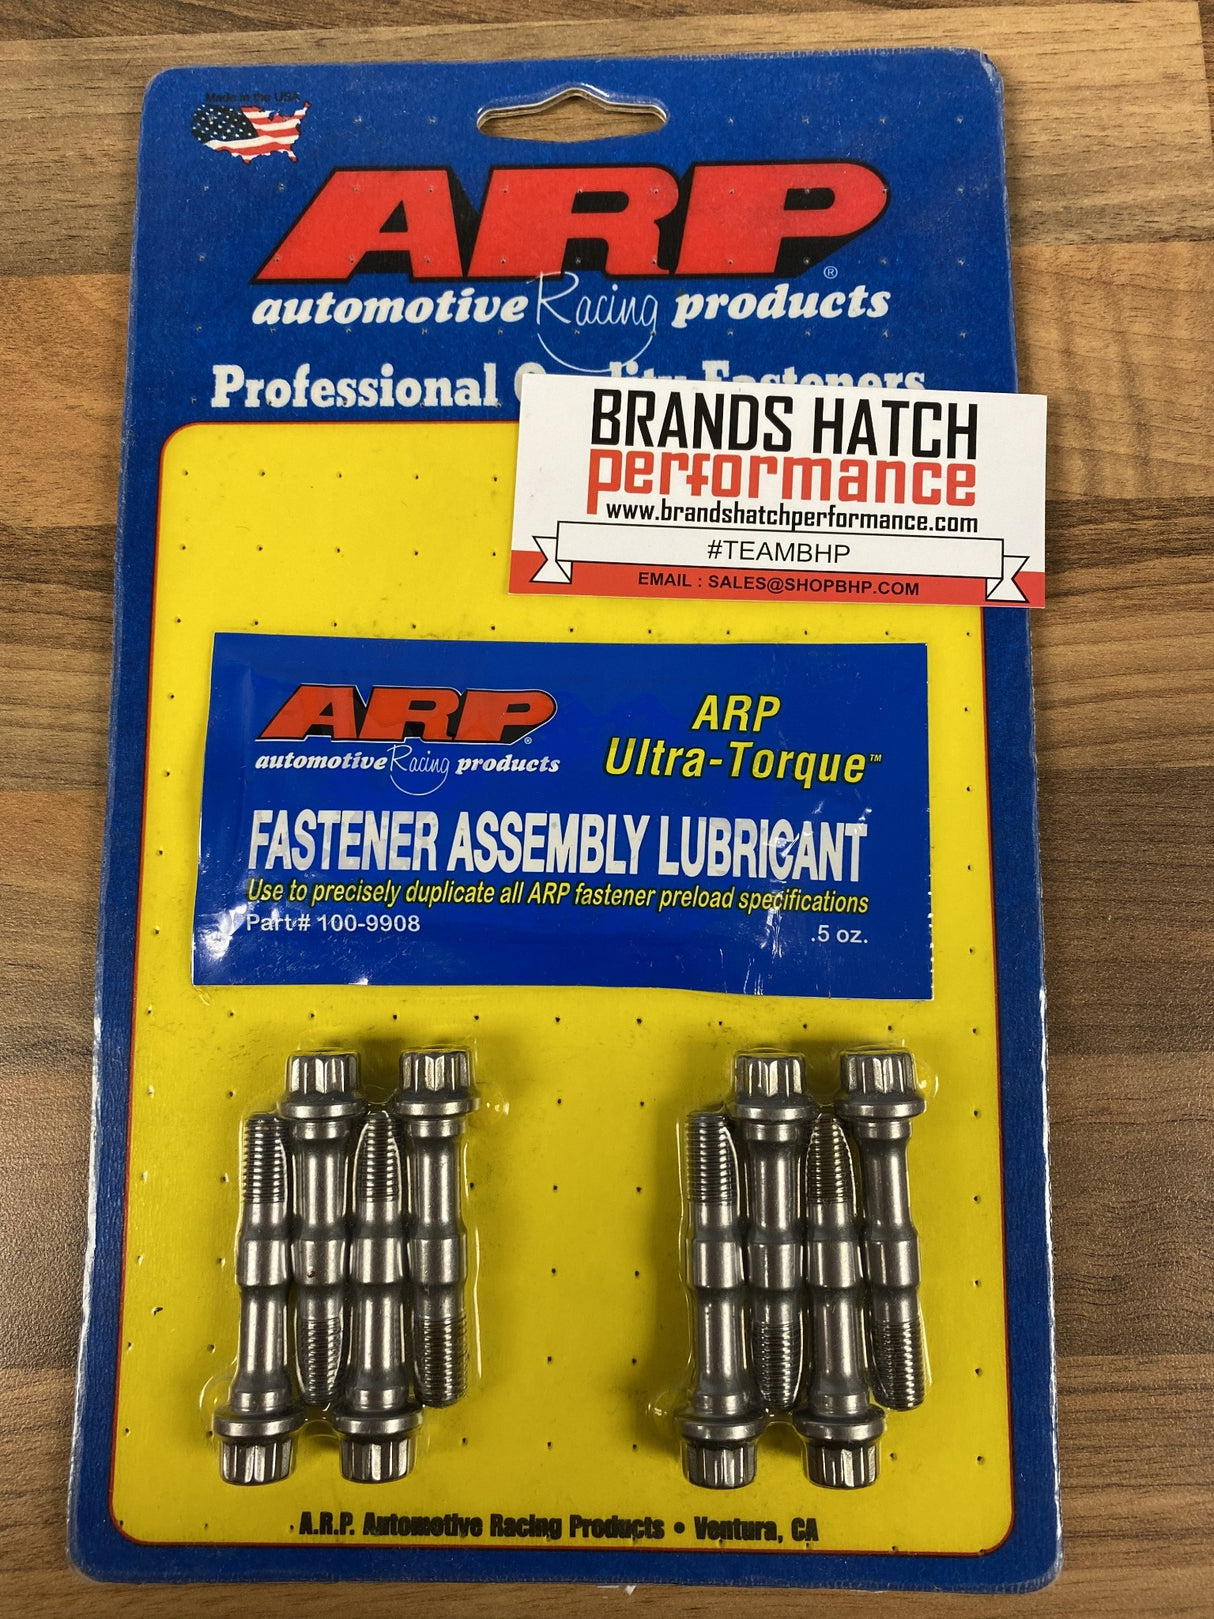 Made in the USA
ARP®
automotive Racing products
Professional Quality Fasteners
BRANDS HATCH
performance
www.brandshatchperformance.com
#TEAMBHP
EMAIL : SALES@SHOPBHP.COM
ARP®
automotive Racing products
ARP
Ultra-Torque™
FASTENER ASSEMBLY LUBRICANT
Use to precisely duplicate all ARP fastener preload specifications
Part# 100-9908
.5 oz.
A.R.P. Automotive Racing Products • Ventura, CA